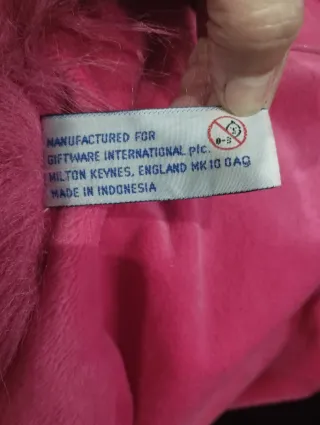 MANUFACTURED FOR
GIFTWARE INTERNATIONAL plc.
MILTON KEYNES, ENGLAND MK10 0AG
MADE IN INDONESIA
0-3